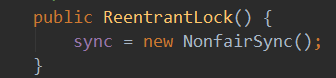 public ReentrantLock() {
sync = new NonfairSync();
}